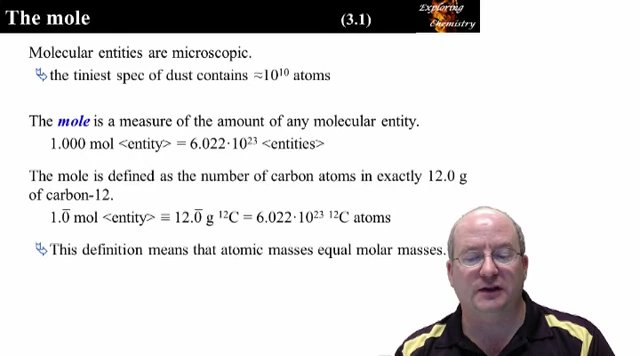 The mole (3.1) Exploring Chemistry
Molecular entities are microscopic.
the tiniest spec of dust contains ≈10¹⁰ atoms
The mole is a measure of the amount of any molecular entity.
1.000 mol <entity> = 6.022·10²³ <entities>
The mole is defined as the number of carbon atoms in exactly 12.0 g
of carbon-12.
1.0̅ mol <entity> ≡ 12.0̅ g ¹²C = 6.022·10²³ ¹²C atoms
This definition means that atomic masses equal molar masses.